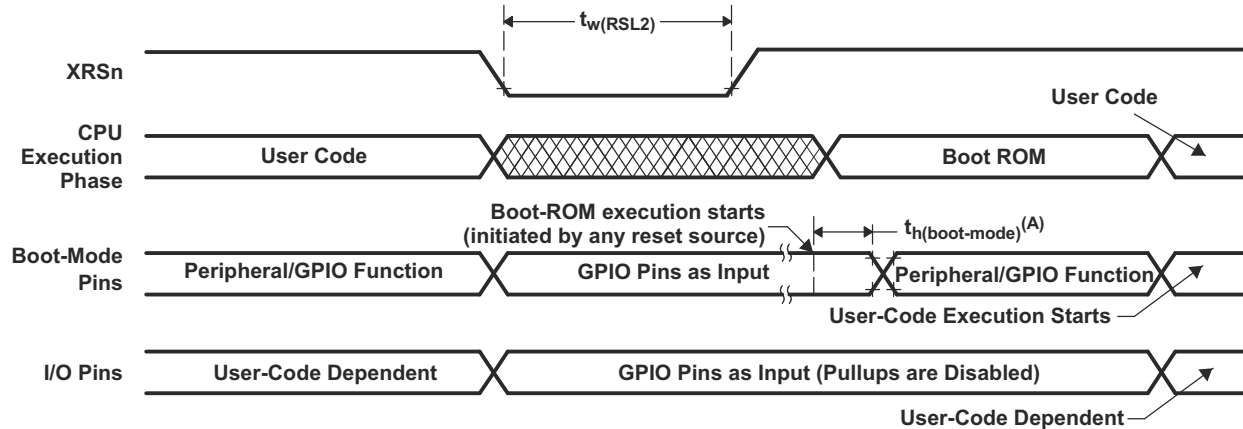 tw(RSL2)
XRSn
User Code
CPU
Execution
Phase
User Code
Boot ROM
Boot-ROM execution starts
(initiated by any reset source)
th(boot-mode)(A)
Boot-Mode
Pins
Peripheral/GPIO Function
GPIO Pins as Input
Peripheral/GPIO Function
User-Code Execution Starts
I/O Pins
User-Code Dependent
GPIO Pins as Input (Pullups are Disabled)
User-Code Dependent